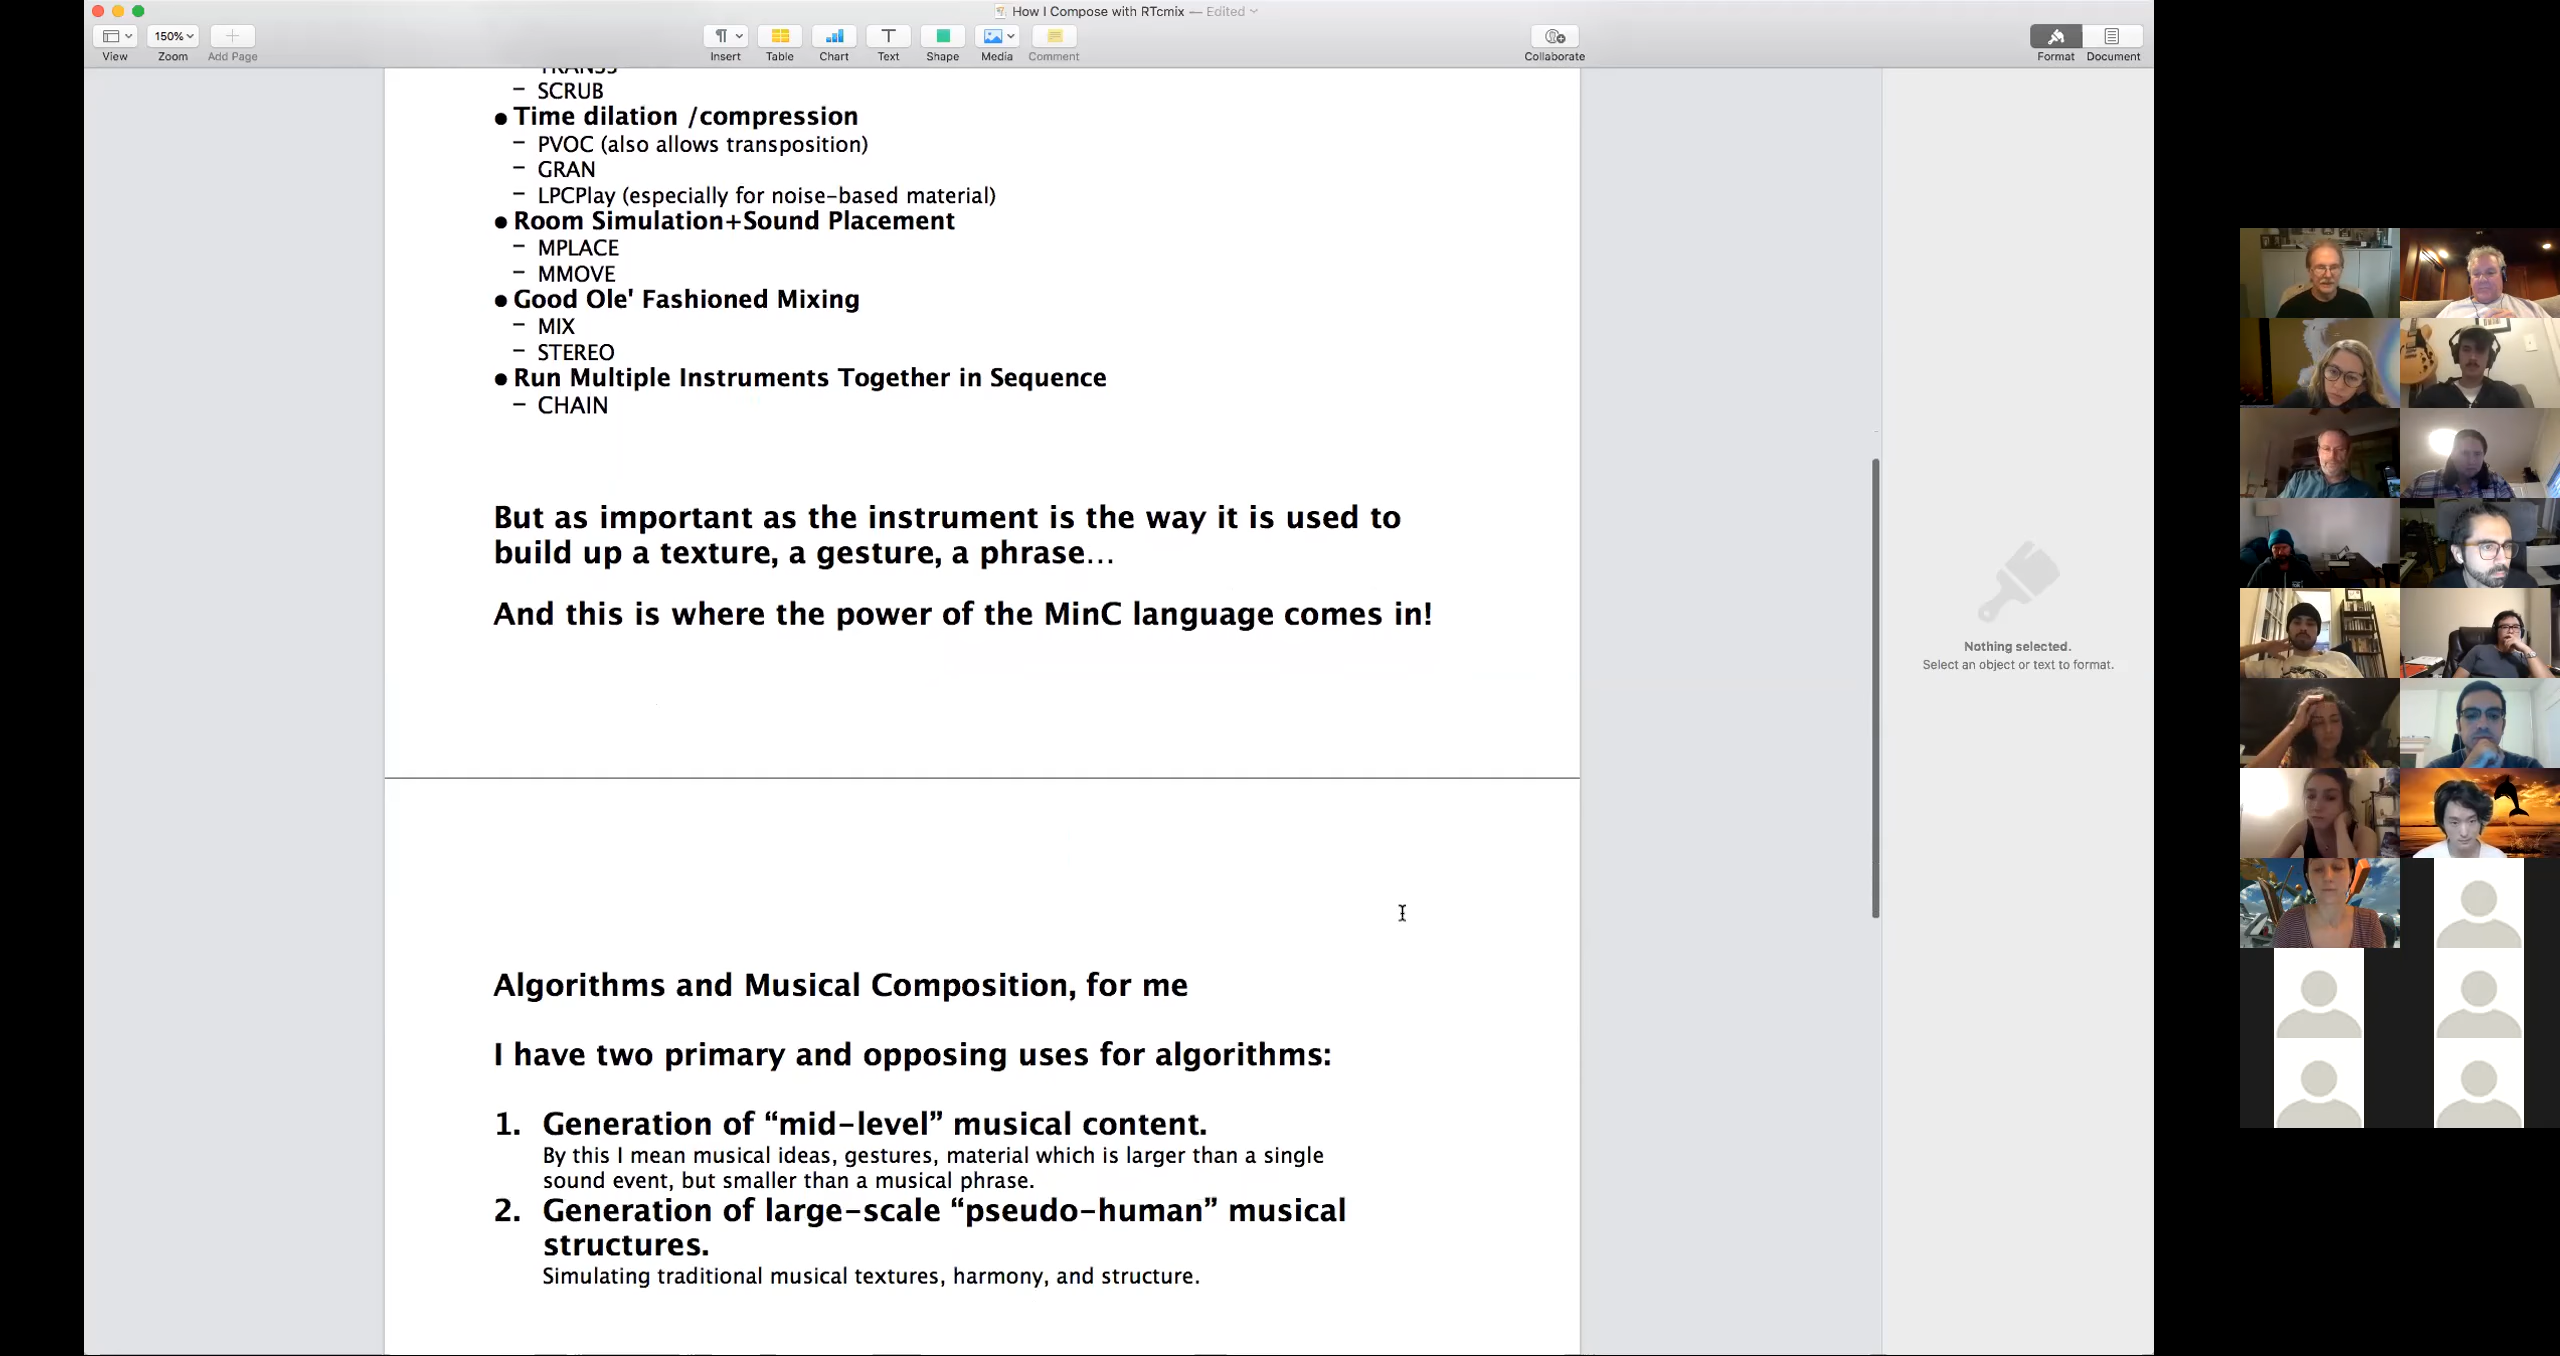 How I Compose with RTcmix — Edited
150%
View
Zoom
Add Page
Insert
Table
Chart
Text
Shape
Media
Comment
Collaborate
Format
Document
– SCRUB
• Time dilation /compression
– PVOC (also allows transposition)
– GRAN
– LPCPlay (especially for noise-based material)
• Room Simulation+Sound Placement
– MPLACE
– MMOVE
• Good Ole' Fashioned Mixing
– MIX
– STEREO
• Run Multiple Instruments Together in Sequence
– CHAIN
But as important as the instrument is the way it is used to
build up a texture, a gesture, a phrase…
And this is where the power of the MinC language comes in!
Nothing selected.
Select an object or text to format.
Algorithms and Musical Composition, for me
I have two primary and opposing uses for algorithms:
1. Generation of “mid-level” musical content.
By this I mean musical ideas, gestures, material which is larger than a single
sound event, but smaller than a musical phrase.
2. Generation of large-scale “pseudo-human” musical
structures.
Simulating traditional musical textures, harmony, and structure.